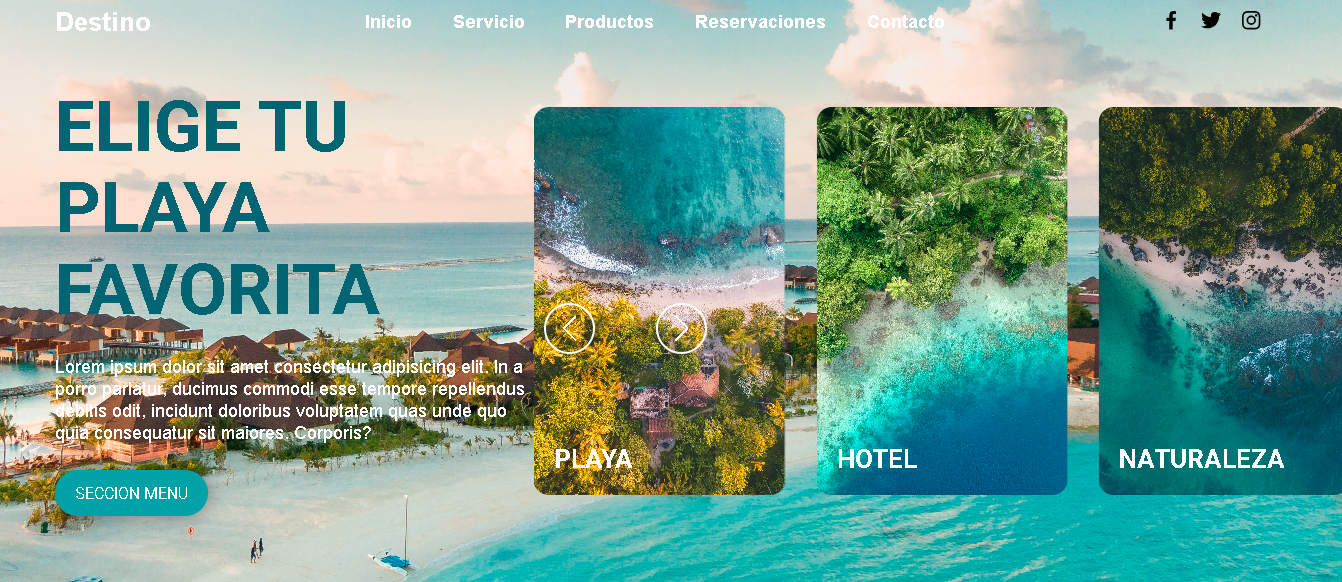 Destino
Inicio Servicio Productos Reservaciones Contacto
ELIGE TU
PLAYA
FAVORITA
Lorem ipsum dolor sit amet consectetur adipisicing elit. In a
porro pariatur, ducimus commodi esse tempore repellendus
debitis odit, incidunt doloribus voluptatem quas unde quo
quia consequatur sit maiores. Corporis?
SECCION MENU
PLAYA
HOTEL
NATURALEZA